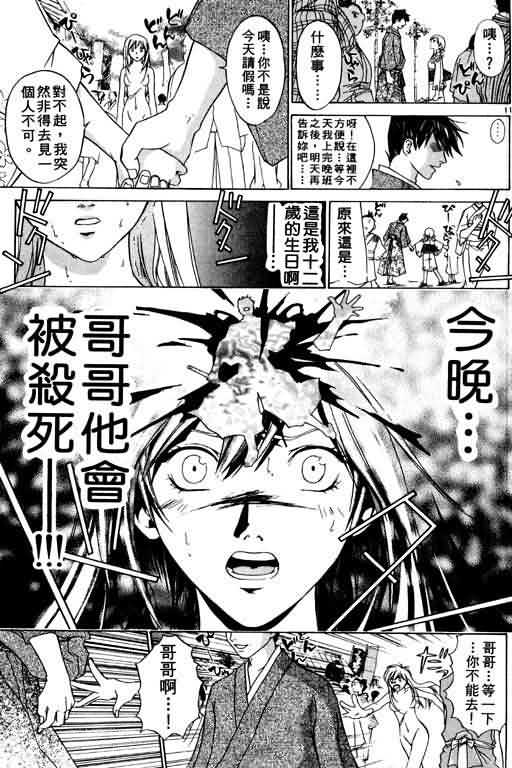 咦…？
什麼事…
咦…你不是說
今天請假嗎…
對不起，我突
然非得去見一
個人不可。
呀！在這裡不
方便說…等今
天我上完晚班
之後，明天再
告訴妳吧……
11
原來這是…
這是我十二
歲的生日啊
今晚…
哥哥他會
被殺死——!!!
哥哥…等一下
…你不能去！
哥哥啊…！